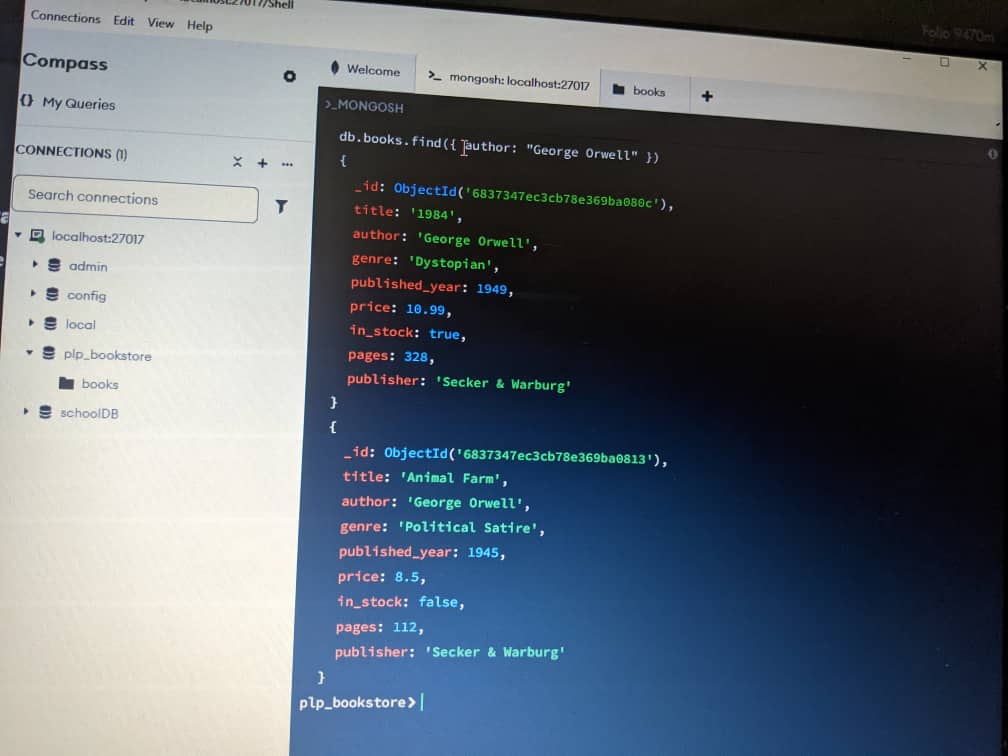 localhost:27017/Shell
Connections Edit View Help
Folio 9470m
Compass
{} My Queries
CONNECTIONS (1)
Search connections
localhost:27017
admin
config
local
plp_bookstore
books
schoolDB
Welcome
>_ mongosh: localhost:27017
books
>_MONGOSH
db.books.find({ author: "George Orwell" })
{
_id: ObjectId('6837347ec3cb78e369ba080c'),
title: '1984',
author: 'George Orwell',
genre: 'Dystopian',
published_year: 1949,
price: 10.99,
in_stock: true,
pages: 328,
publisher: 'Secker & Warburg'
}
{
_id: ObjectId('6837347ec3cb78e369ba0813'),
title: 'Animal Farm',
author: 'George Orwell',
genre: 'Political Satire',
published_year: 1945,
price: 8.5,
in_stock: false,
pages: 112,
publisher: 'Secker & Warburg'
}
plp_bookstore>